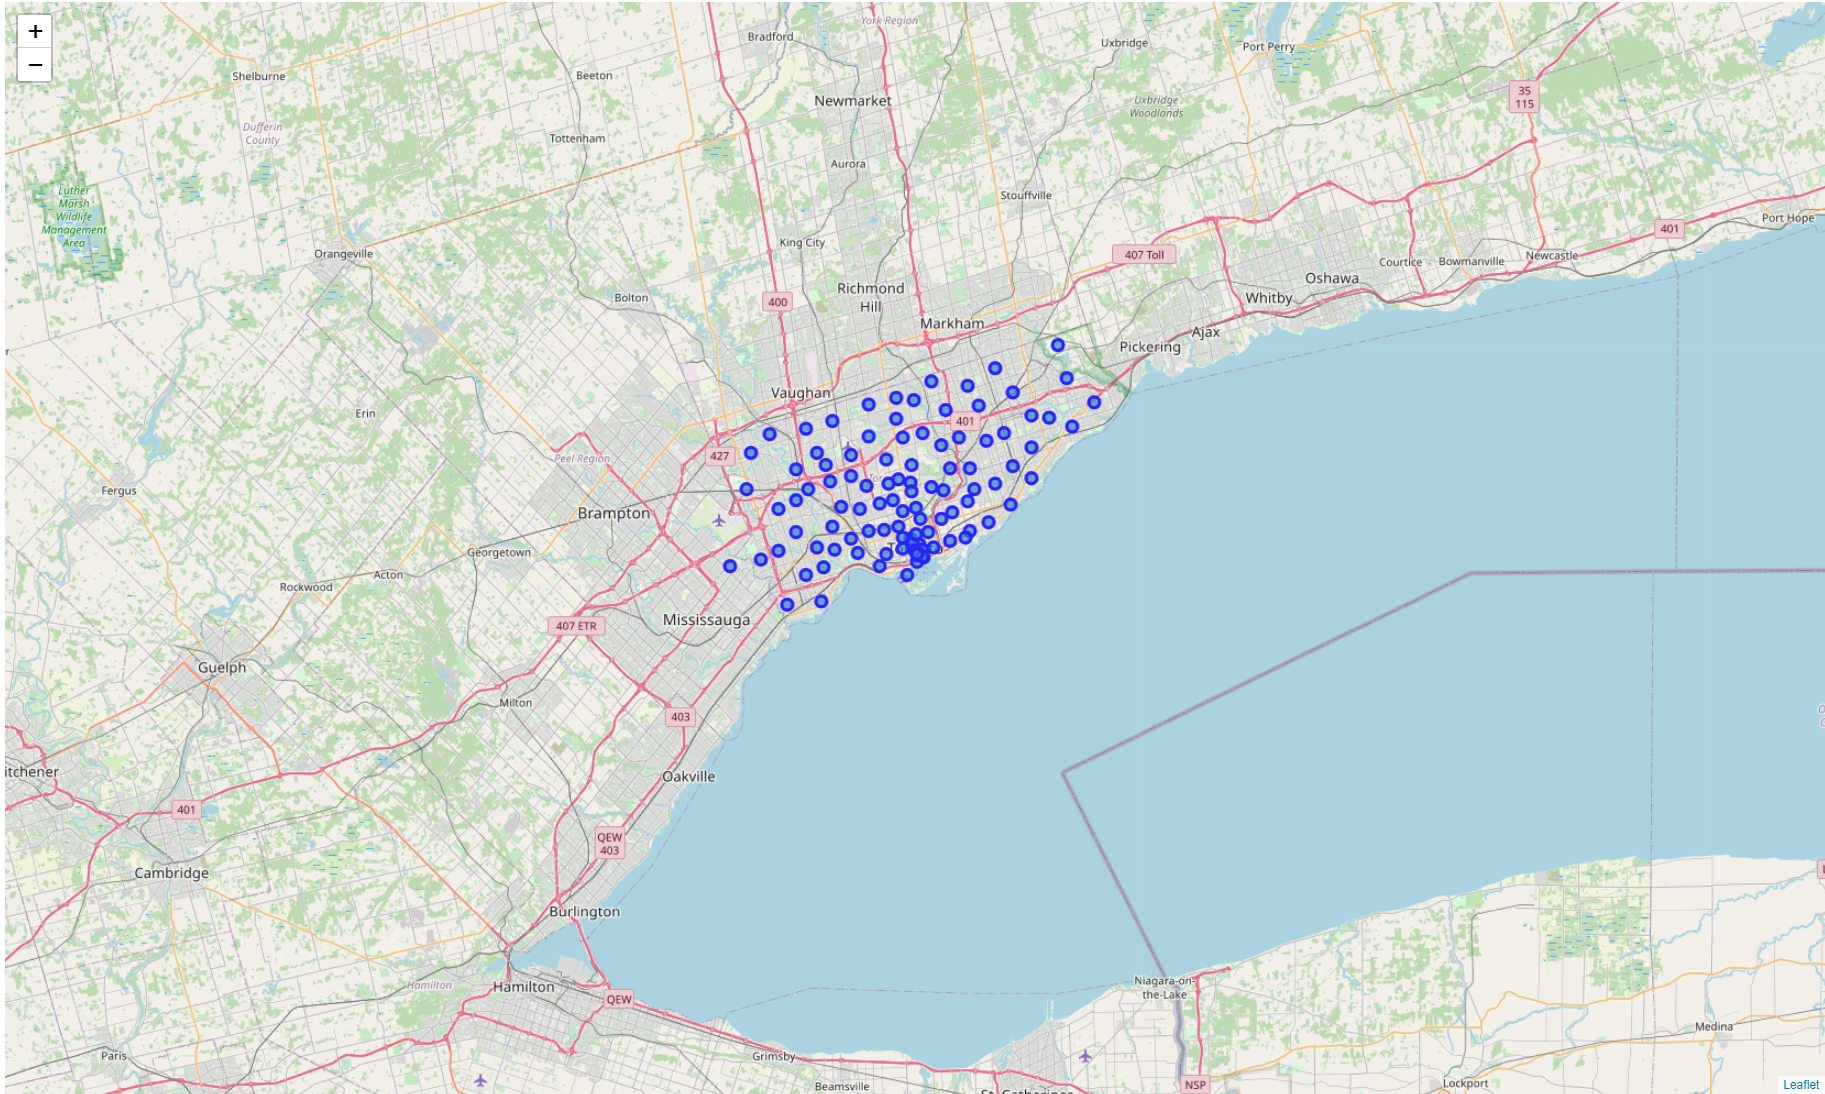 +
−
York Region
Bradford
Uxbridge
Port Perry
Shelburne
Beeton
Newmarket
35
115
Uxbridge
Woodlands
Dufferin
County
Tottenham
Aurora
Luther
Marsh
Wildlife
Management
Area
Stouffville
Port Hope
401
King City
Orangeville
407 Toll
Courtice
Bowmanville
Newcastle
Oshawa
Richmond
Hill
Bolton
400
Whitby
Markham
Ajax
Pickering
Vaughan
Erin
401
427
Peel Region
Fergus
Brampton
Georgetown
Acton
Rockwood
Mississauga
407 ETR
Guelph
Milton
403
Oakville
401
QEW
403
Cambridge
Burlington
Hamilton
Hamilton
QEW
Niagara-on-
the-Lake
Medina
Paris
Grimsby
Beamsville
NSP
Lockport
Leaflet